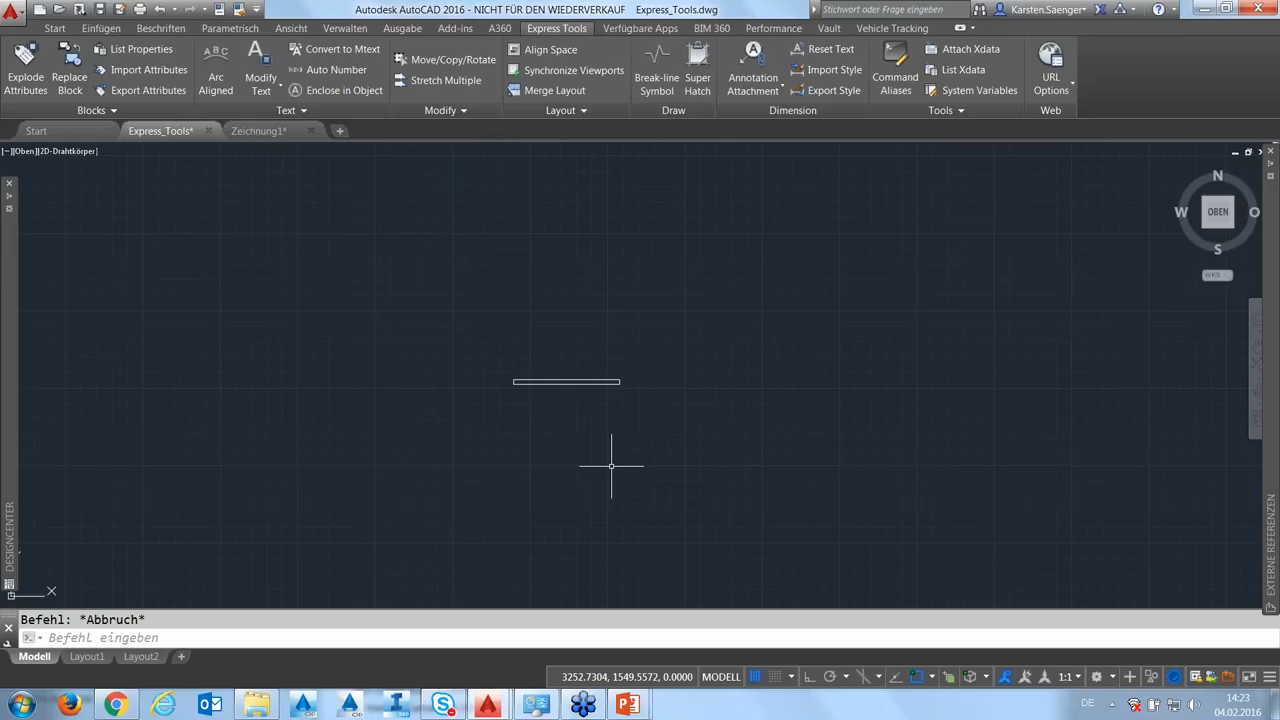 Autodesk AutoCAD 2016 - NICHT FÜR DEN WIEDERVERKAUF Express_Tools.dwg
Stichwort oder Frage eingeben
Karsten.Saenger
Start Einfügen Beschriften Parametrisch Ansicht Verwalten Ausgabe Add-ins A360 Express Tools Verfügbare Apps BIM 360 Performance Vault Vehicle Tracking
Explode Attributes
Replace Block
List Properties
Import Attributes
Export Attributes
Blocks
Arc Aligned
Modify Text
Convert to Mtext
Auto Number
Enclose in Object
Text
Move/Copy/Rotate
Stretch Multiple
Modify
Align Space
Synchronize Viewports
Merge Layout
Layout
Break-line Symbol
Super Hatch
Draw
Annotation Attachment
Reset Text
Import Style
Export Style
Dimension
Command Aliases
Attach Xdata
List Xdata
System Variables
Tools
URL Options
Web
Start Express_Tools* Zeichnung1*
[−][Oben][2D-Drahtkörper]
N
W OBEN O
S
WKS
DESIGNCENTER
EXTERNE REFERENZEN
X
Befehl: *Abbruch*
Befehl eingeben
Modell Layout1 Layout2
3252.7304, 1549.5572, 0.0000 MODELL 1:1
DE
14:23
04.02.2016